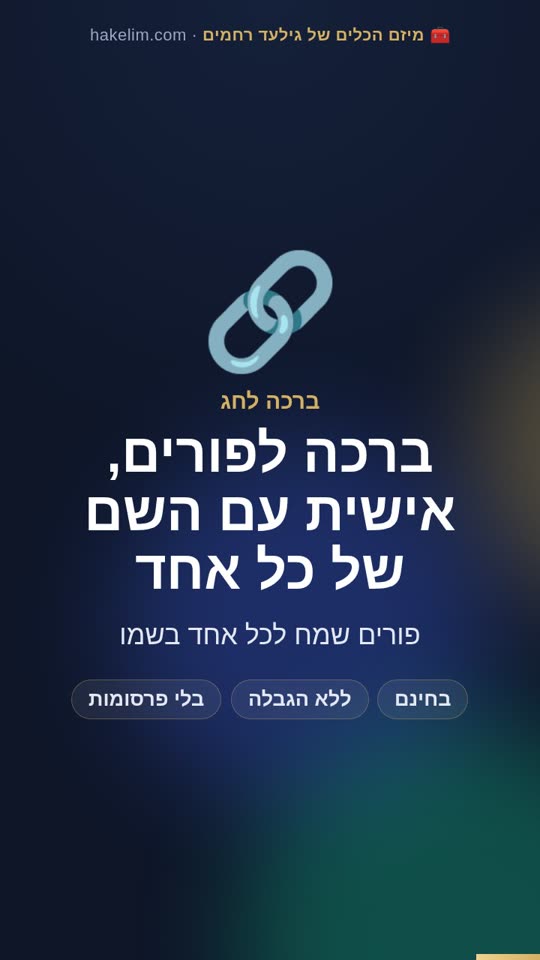 🧰 מיזם הכלים של גילעד רחמים · hakelim.com
ברכה לחג
ברכה לפורים,
אישית עם השם
של כל אחד
פורים שמח לכל אחד בשמו
בחינם
ללא הגבלה
בלי פרסומות